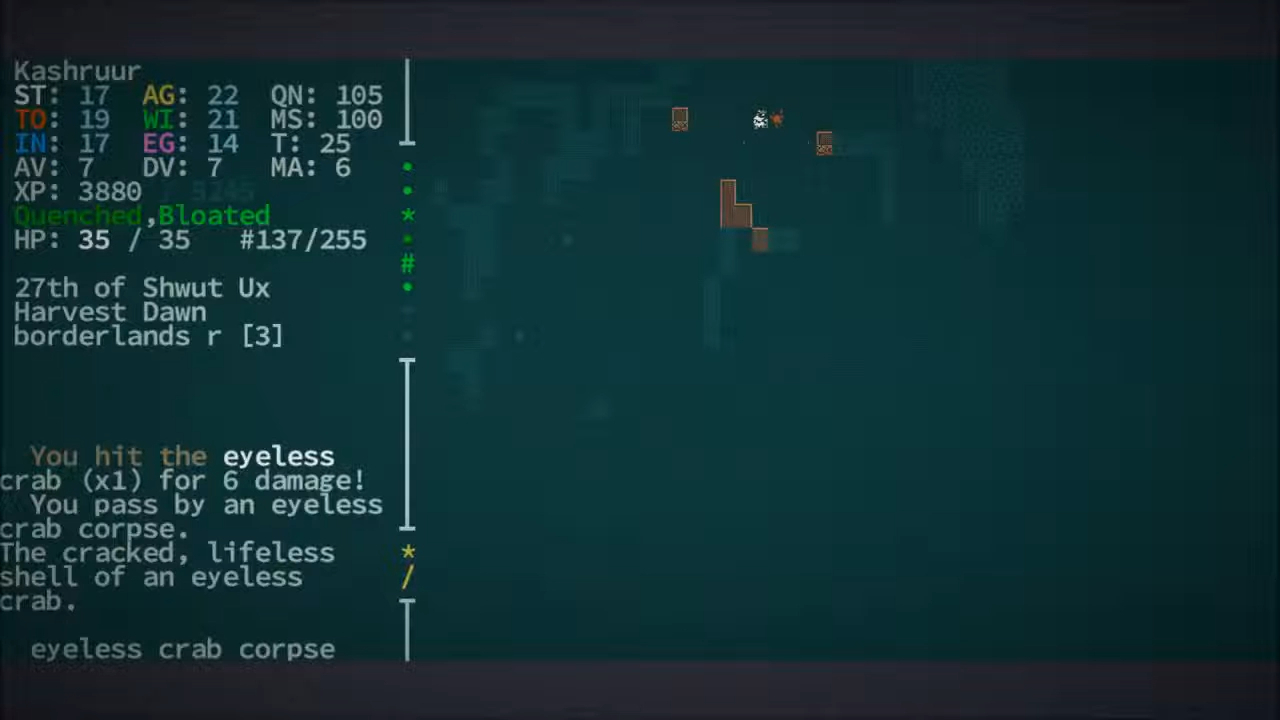 Kashruur
ST: 17 AG: 22 QN: 105
TO: 19 WI: 21 MS: 100
IN: 17 EG: 14 T: 25
AV: 7 DV: 7 MA: 6
XP: 3880 / 5245
Quenched,Bloated
HP: 35 / 35 #137/255
27th of Shwut Ux
Harvest Dawn
borderlands r [3]
You hit the eyeless
crab (x1) for 6 damage!
You pass by an eyeless
crab corpse.
The cracked, lifeless
shell of an eyeless
crab.
eyeless crab corpse